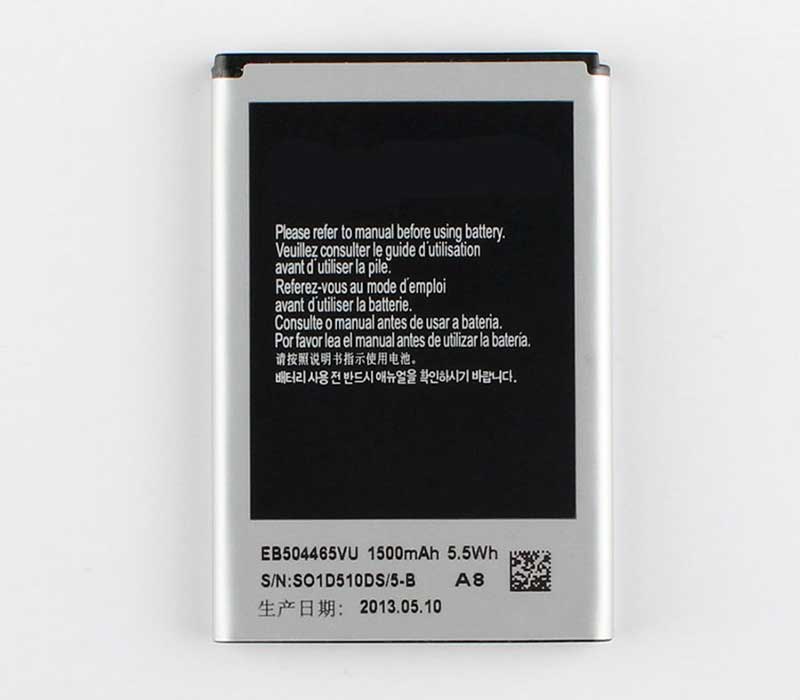 Please refer to manual before using battery.
Veuillez consulter le guide d'utilisation
avant d'utiliser la pile.
Referez-vous au mode d'emploi
avant d'utiliser la batterie.
Consulte o manual antes de usar a bateria.
Por favor lea el manual antes de utilizar la batería.
请按照说明书指示使用电池。
배터리 사용 전 반드시 매뉴얼을 확인하시기 바랍니다.
EB504465VU 1500mAh 5.5Wh
S/N:SO1D510DS/5-B A8
生产日期: 2013.05.10